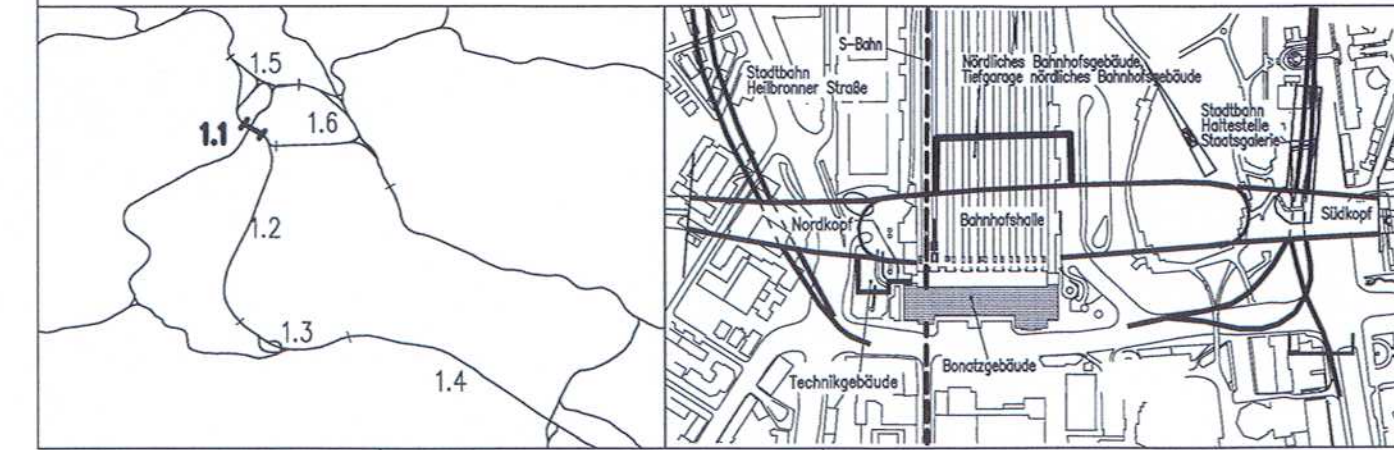 1.5
1.6
1.1
1.2
1.3
1.4
S-Bahn
Stadtbahn
Heilbronner Straße
Nördliches Bahnhofsgebäude,
Tiefgarage nördliches Bahnhofsgebäude
Stadtbahn
Haltestelle
Staatsgalerie
Nordkopf
Bahnhofshalle
Südkopf
Technikgebäude
Bonatzgebäude